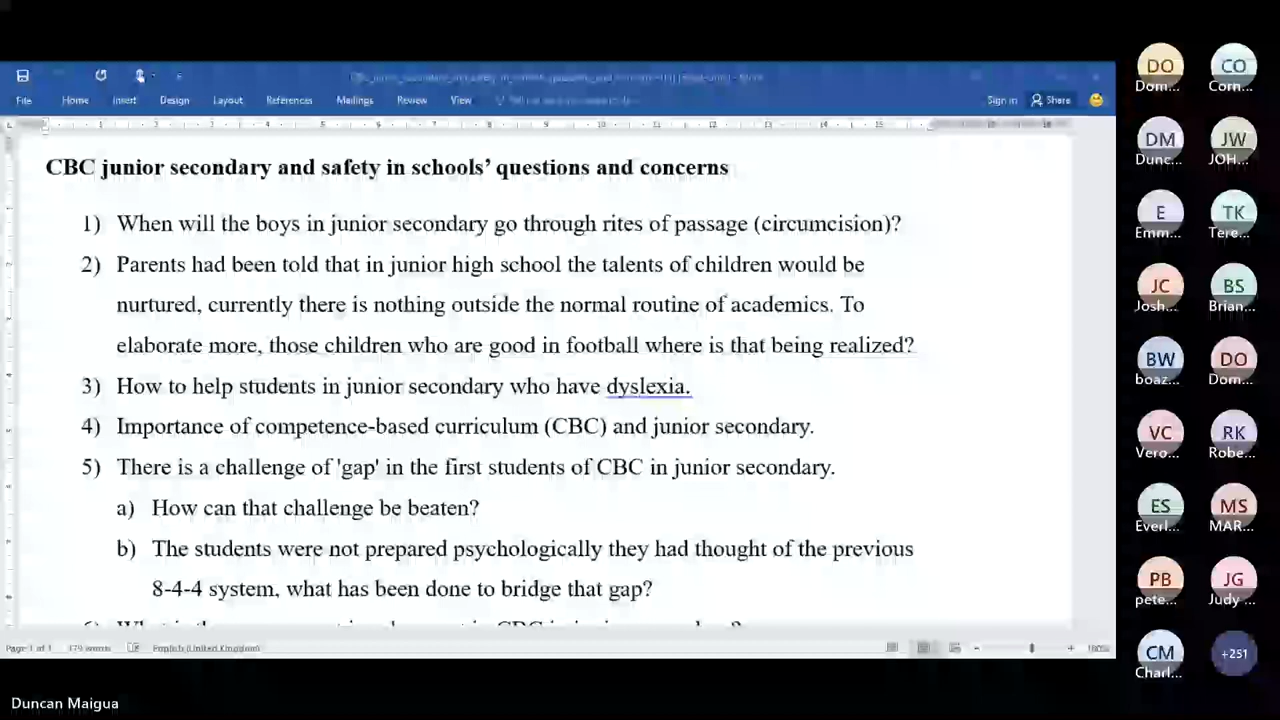 File Home Insert Design Layout References Mailings Review View Sign in Share
CBC junior secondary and safety in schools’ questions and concerns
1) When will the boys in junior secondary go through rites of passage (circumcision)?
2) Parents had been told that in junior high school the talents of children would be
nurtured, currently there is nothing outside the normal routine of academics. To
elaborate more, those children who are good in football where is that being realized?
3) How to help students in junior secondary who have dyslexia.
4) Importance of competence-based curriculum (CBC) and junior secondary.
5) There is a challenge of 'gap' in the first students of CBC in junior secondary.
a) How can that challenge be beaten?
b) The students were not prepared psychologically they had thought of the previous
8-4-4 system, what has been done to bridge that gap?
Page 1 of 1 179 words English (United Kingdom)
DO CO
Dom... Corn...
DM JW
Dunc... JOH...
E TK
Emm... Tere...
JC BS
Josh... Brian...
BW DO
boaz... Dom...
VC RK
Vero... Robe...
ES MS
Everl... MAR...
PB JG
pete... Judy ...
CM +251
Charl...
Duncan Maigua